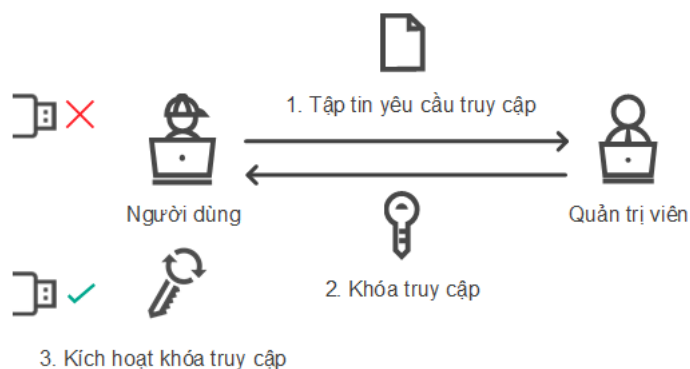 1. Tập tin yêu cầu truy cập
Người dùng
Quản trị viên
2. Khóa truy cập
3. Kích hoạt khóa truy cập